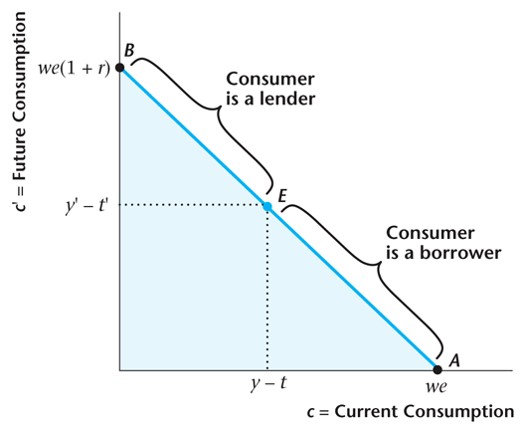 c' = Future Consumption
B
we(1 + r)
Consumer
is a lender
E
y' – t'
Consumer
is a borrower
A
y – t
we
c = Current Consumption